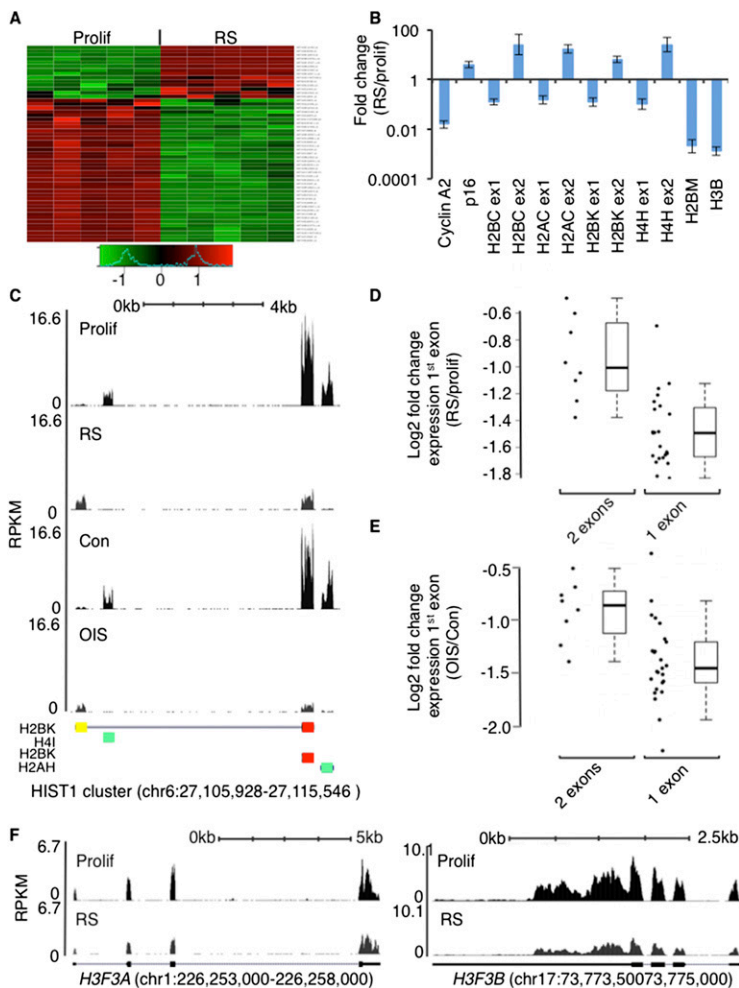 A
Prolif
RS
-1
0
1
B
Fold change
(RS/prolif)
100
1
0.01
0.0001
Cyclin A2
p16
H2BC ex1
H2BC ex2
H2AC ex1
H2AC ex2
H2BK ex1
H2BK ex2
H4H ex1
H4H ex2
H2BM
H3B
C
0kb
4kb
RPKM
16.6
Prolif
0
16.6
RS
0
16.6
Con
0
16.6
OIS
0
H2BK
H4I
H2BK
H2AH
HIST1 cluster (chr6:27,105,928-27,115,546 )
D
Log2 fold change
expression 1st exon
(RS/prolif)
-0.6
-1.0
-1.2
-1.4
-1.6
-1.8
2 exons
1 exon
E
Log2 fold change
expression 1st exon
(OIS/Con)
-0.5
-1.0
-1.5
-2.0
2 exons
1 exon
F
0kb
5kb
RPKM
6.7
Prolif
0
6.7
RS
0
H3F3A (chr1:226,253,000-226,258,000)
0kb
2.5kb
10.1
Prolif
0
10.1
RS
0
H3F3B (chr17:73,773,50073,775,000)